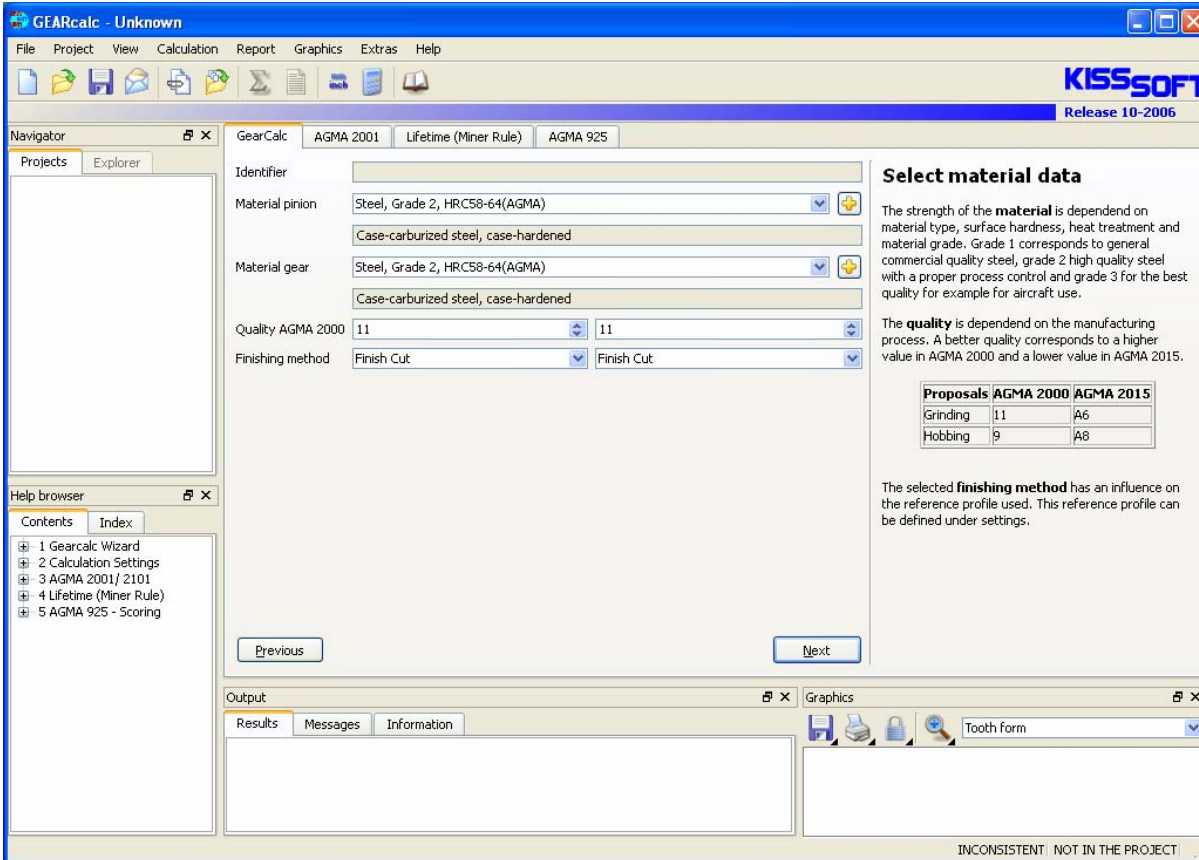 GEARcalc - Unknown
File Project View Calculation Report Graphics Extras Help
mm
inch
KISSSOFT
Release 10-2006
Navigator
Projects Explorer
GearCalc AGMA 2001 Lifetime (Miner Rule) AGMA 925
Identifier
Material pinion Steel, Grade 2, HRC58-64(AGMA)
Case-carburized steel, case-hardened
Material gear Steel, Grade 2, HRC58-64(AGMA)
Case-carburized steel, case-hardened
Quality AGMA 2000 11 11
Finishing method Finish Cut Finish Cut
Previous Next
Select material data
The strength of the material is dependend on
material type, surface hardness, heat treatment and
material grade. Grade 1 corresponds to general
commercial quality steel, grade 2 high quality steel
with a proper process control and grade 3 for the best
quality for example for aircraft use.
The quality is dependend on the manufacturing
process. A better quality corresponds to a higher
value in AGMA 2000 and a lower value in AGMA 2015.
Proposals AGMA 2000 AGMA 2015
Grinding 11 A6
Hobbing 9 A8
The selected finishing method has an influence on
the reference profile used. This reference profile can
be defined under settings.
Help browser
Contents Index
1 Gearcalc Wizard
2 Calculation Settings
3 AGMA 2001/ 2101
4 Lifetime (Miner Rule)
5 AGMA 925 - Scoring
Output
Results Messages Information
Graphics
Tooth form
INCONSISTENT NOT IN THE PROJECT